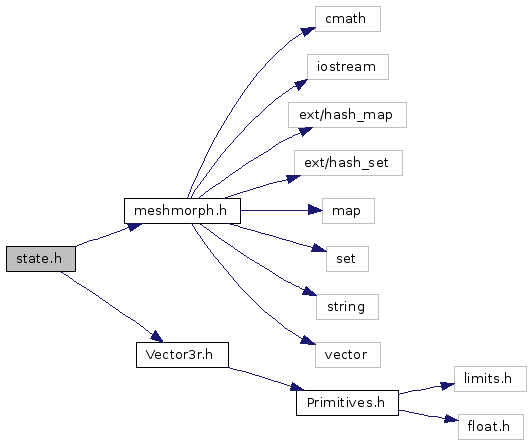 cmath
iostream
ext/hash_map
ext/hash_set
meshmorph.h
map
state.h
set
string
Vector3r.h
vector
limits.h
Primitives.h
float.h